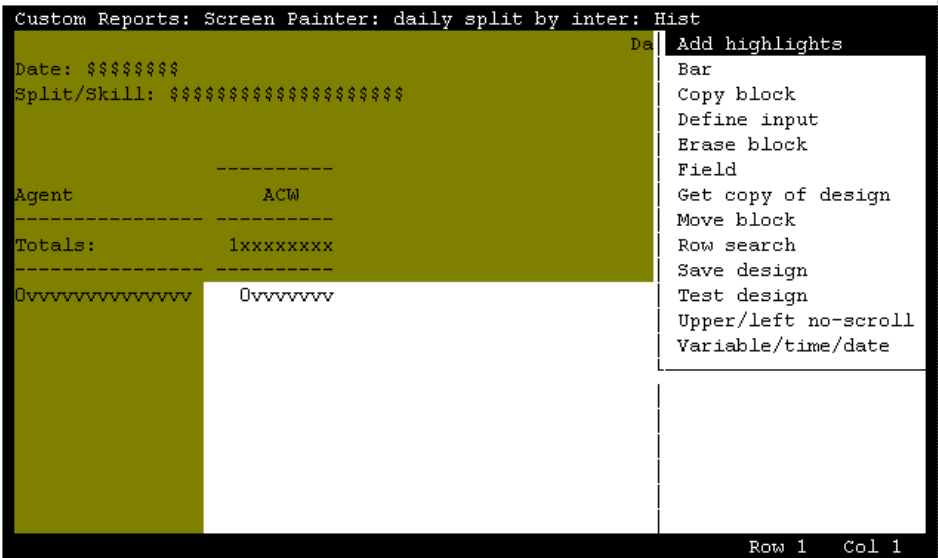 Custom Reports: Screen Painter: daily split by inter: Hist
Da
Date: $$$$$$$$
Split/Skill: $$$$$$$$$$$$$$$$$$$$
----------
Agent ACW
---------------- ----------
Totals: 1xxxxxxxx
---------------- ----------
0vvvvvvvvvvvvvv 0vvvvvvv
Add highlights
Bar
Copy block
Define input
Erase block
Field
Get copy of design
Move block
Row search
Save design
Test design
Upper/left no-scroll
Variable/time/date
Row 1 Col 1